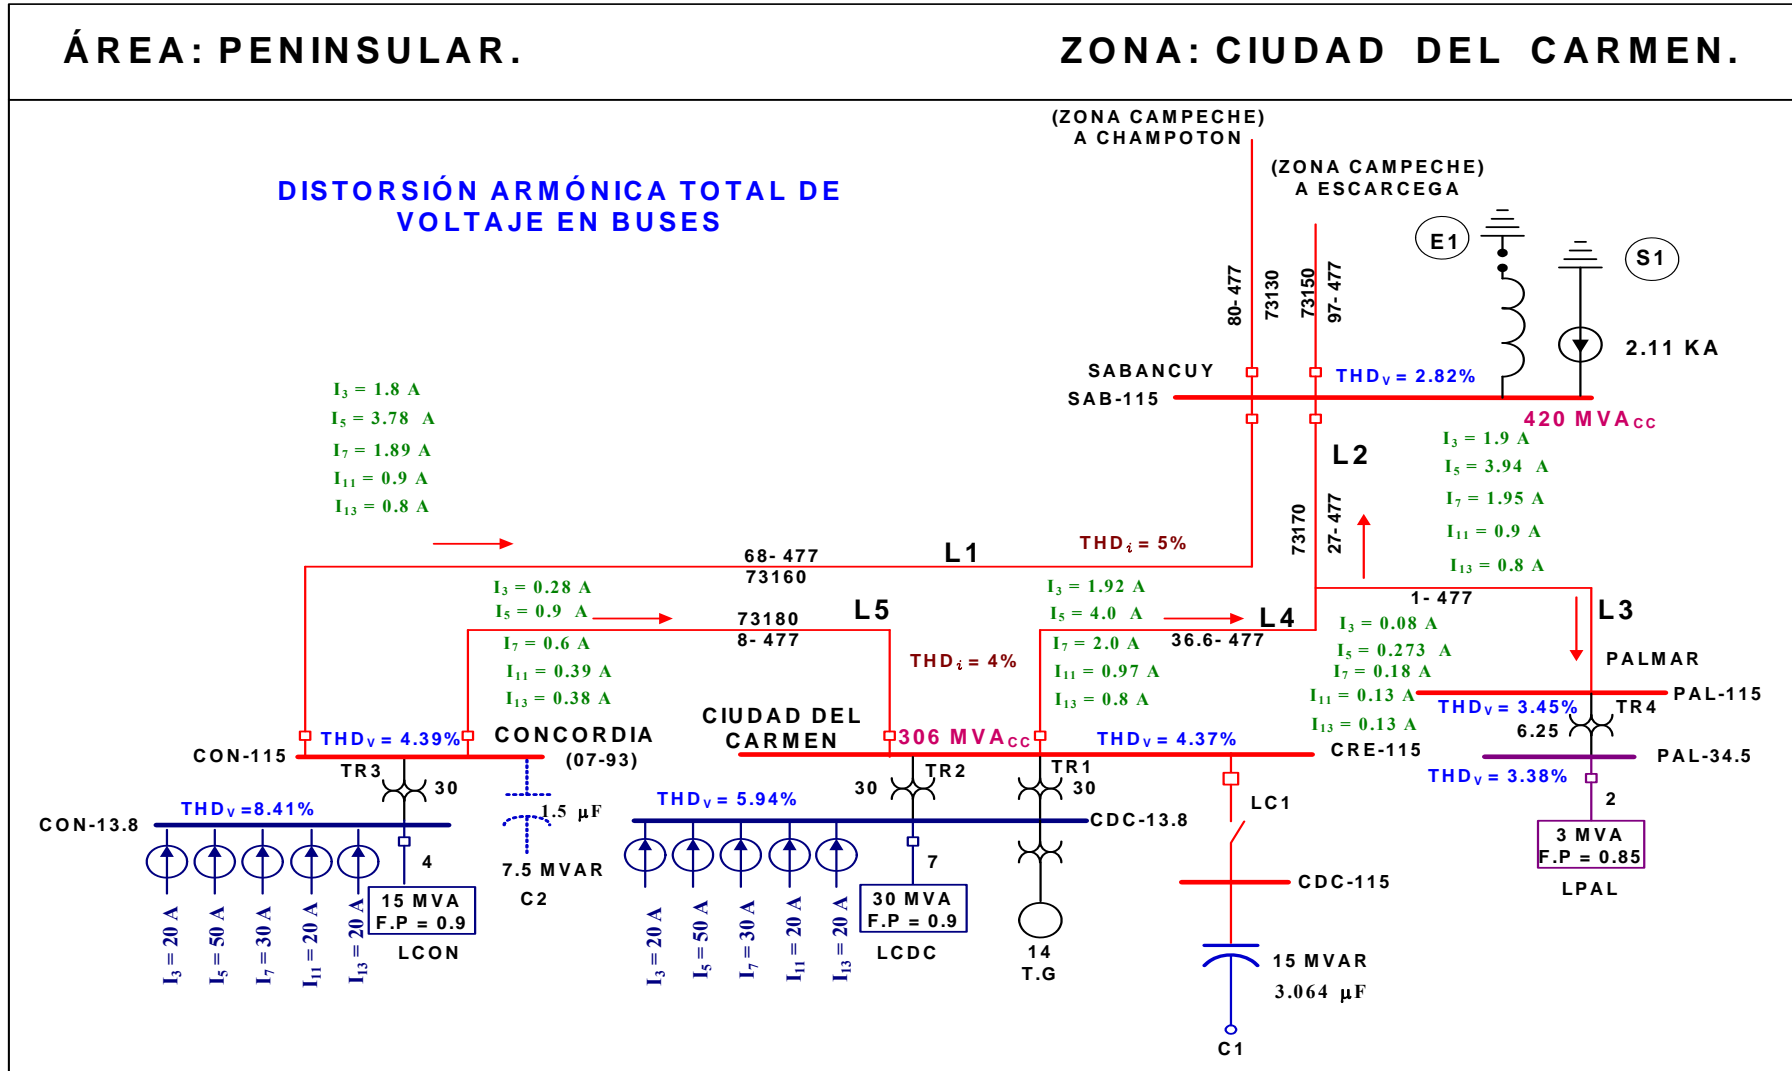 ÁREA: PENINSULAR.
ZONA: CIUDAD DEL CARMEN.
DISTORSIÓN ARMÓNICA TOTAL DE
VOLTAJE EN BUSES
(ZONA CAMPECHE)
A CHAMPOTON
(ZONA CAMPECHE)
A ESCARCEGA
E1
S1
80-477
73130
73150
97-477
2.11 KA
SABANCUY
SAB-115
THDV = 2.82%
420 MVACC
I3 = 1.8 A
I5 = 3.78 A
I7 = 1.89 A
I11 = 0.9 A
I13 = 0.8 A
I3 = 1.9 A
I5 = 3.94 A
I7 = 1.95 A
I11 = 0.9 A
I13 = 0.8 A
L2
73170
27-477
68-477
73160
L1
THDi = 5%
I3 = 0.28 A
I5 = 0.9 A
I7 = 0.6 A
I11 = 0.39 A
I13 = 0.38 A
73180
8-477
L5
THDi = 4%
I3 = 1.92 A
I5 = 4.0 A
I7 = 2.0 A
I11 = 0.97 A
I13 = 0.8 A
L4
36.6-477
1-477
L3
I3 = 0.08 A
I5 = 0.273 A
I7 = 0.18 A
I11 = 0.13 A
I13 = 0.13 A
PALMAR
PAL-115
THDV = 3.45%
TR4
6.25
PAL-34.5
THDV = 3.38%
2
3 MVA
F.P = 0.85
LPAL
CON-115
THDV = 4.39%
CONCORDIA
(07-93)
TR3
30
1.5 µF
7.5 MVAR
C2
CON-13.8
THDV =8.41%
4
15 MVA
F.P = 0.9
LCON
I3 = 20 A
I5 = 50 A
I7 = 30 A
I11 = 20 A
I13 = 20 A
CIUDAD DEL
CARMEN
306 MVACC
THDV = 4.37%
CRE-115
TR2
30
TR1
30
THDV = 5.94%
CDC-13.8
7
30 MVA
F.P = 0.9
LCDC
I3 = 20 A
I5 = 50 A
I7 = 30 A
I11 = 20 A
I13 = 20 A
14
T.G
LC1
CDC-115
15 MVAR
3.064 µF
C1